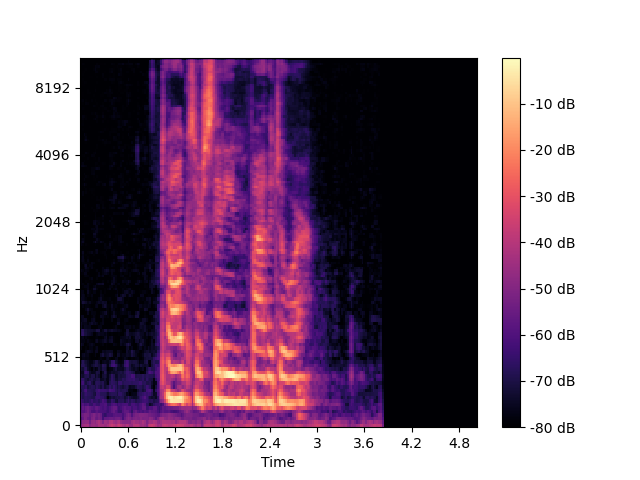 8192
4096
2048
1024
512
0
Hz
0 0.6 1.2 1.8 2.4 3 3.6 4.2 4.8
Time
-10 dB
-20 dB
-30 dB
-40 dB
-50 dB
-60 dB
-70 dB
-80 dB